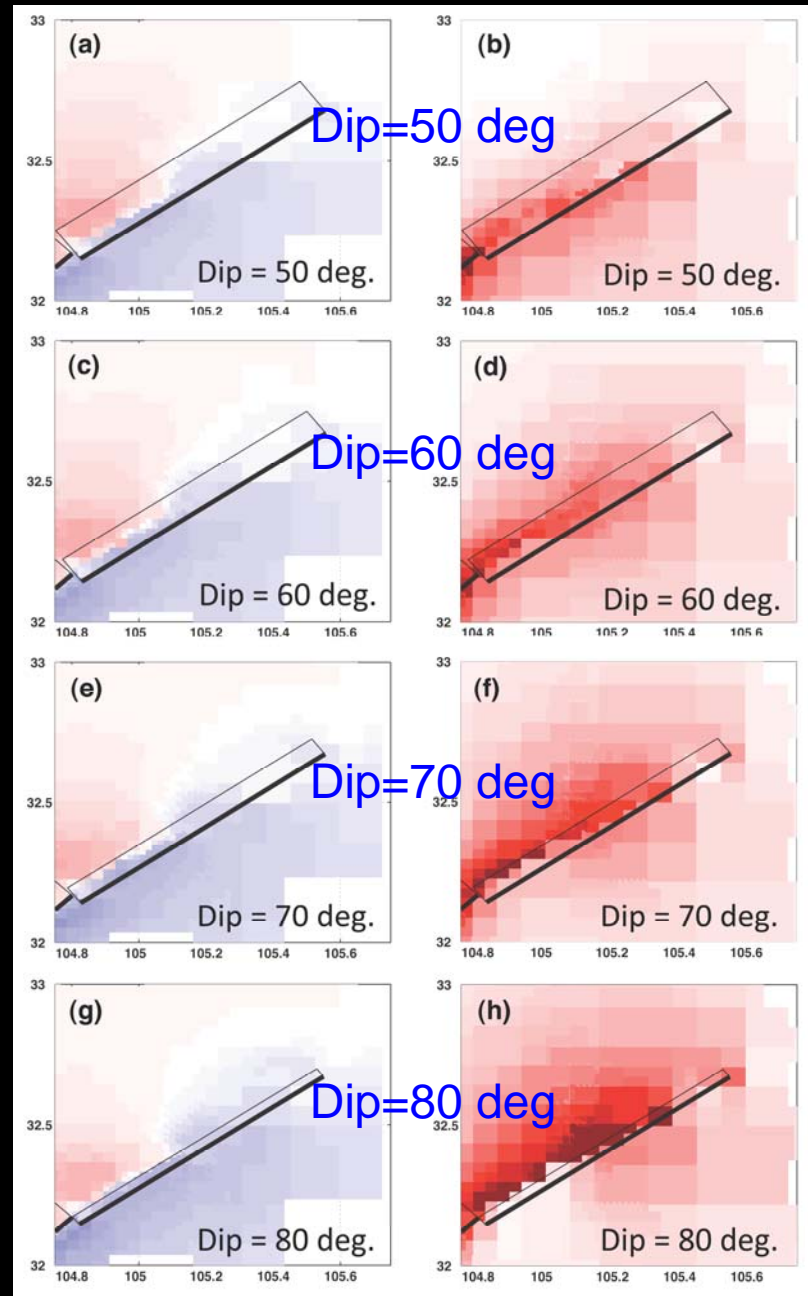 33
(a)
(b)
Dip=50 deg
32.5
32.5
Dip = 50 deg.
Dip = 50 deg.
32
32
104.8 105 105.2 105.4 105.6
104.8 105 105.2 105.4 105.6
33
33
(c)
(d)
Dip=60 deg
32.5
32.5
Dip = 60 deg.
Dip = 60 deg.
32
32
104.8 105 105.2 105.4 105.6
104.8 105 105.2 105.4 105.6
33
33
(e)
(f)
Dip=70 deg
32.5
32.5
Dip = 70 deg.
Dip = 70 deg.
32
32
104.8 105 105.2 105.4 105.6
104.8 105 105.2 105.4 105.6
33
33
(g)
(h)
Dip=80 deg
32.5
32.5
Dip = 80 deg.
Dip = 80 deg.
32
32
104.8 105 105.2 105.4 105.6
104.8 105 105.2 105.4 105.6
33